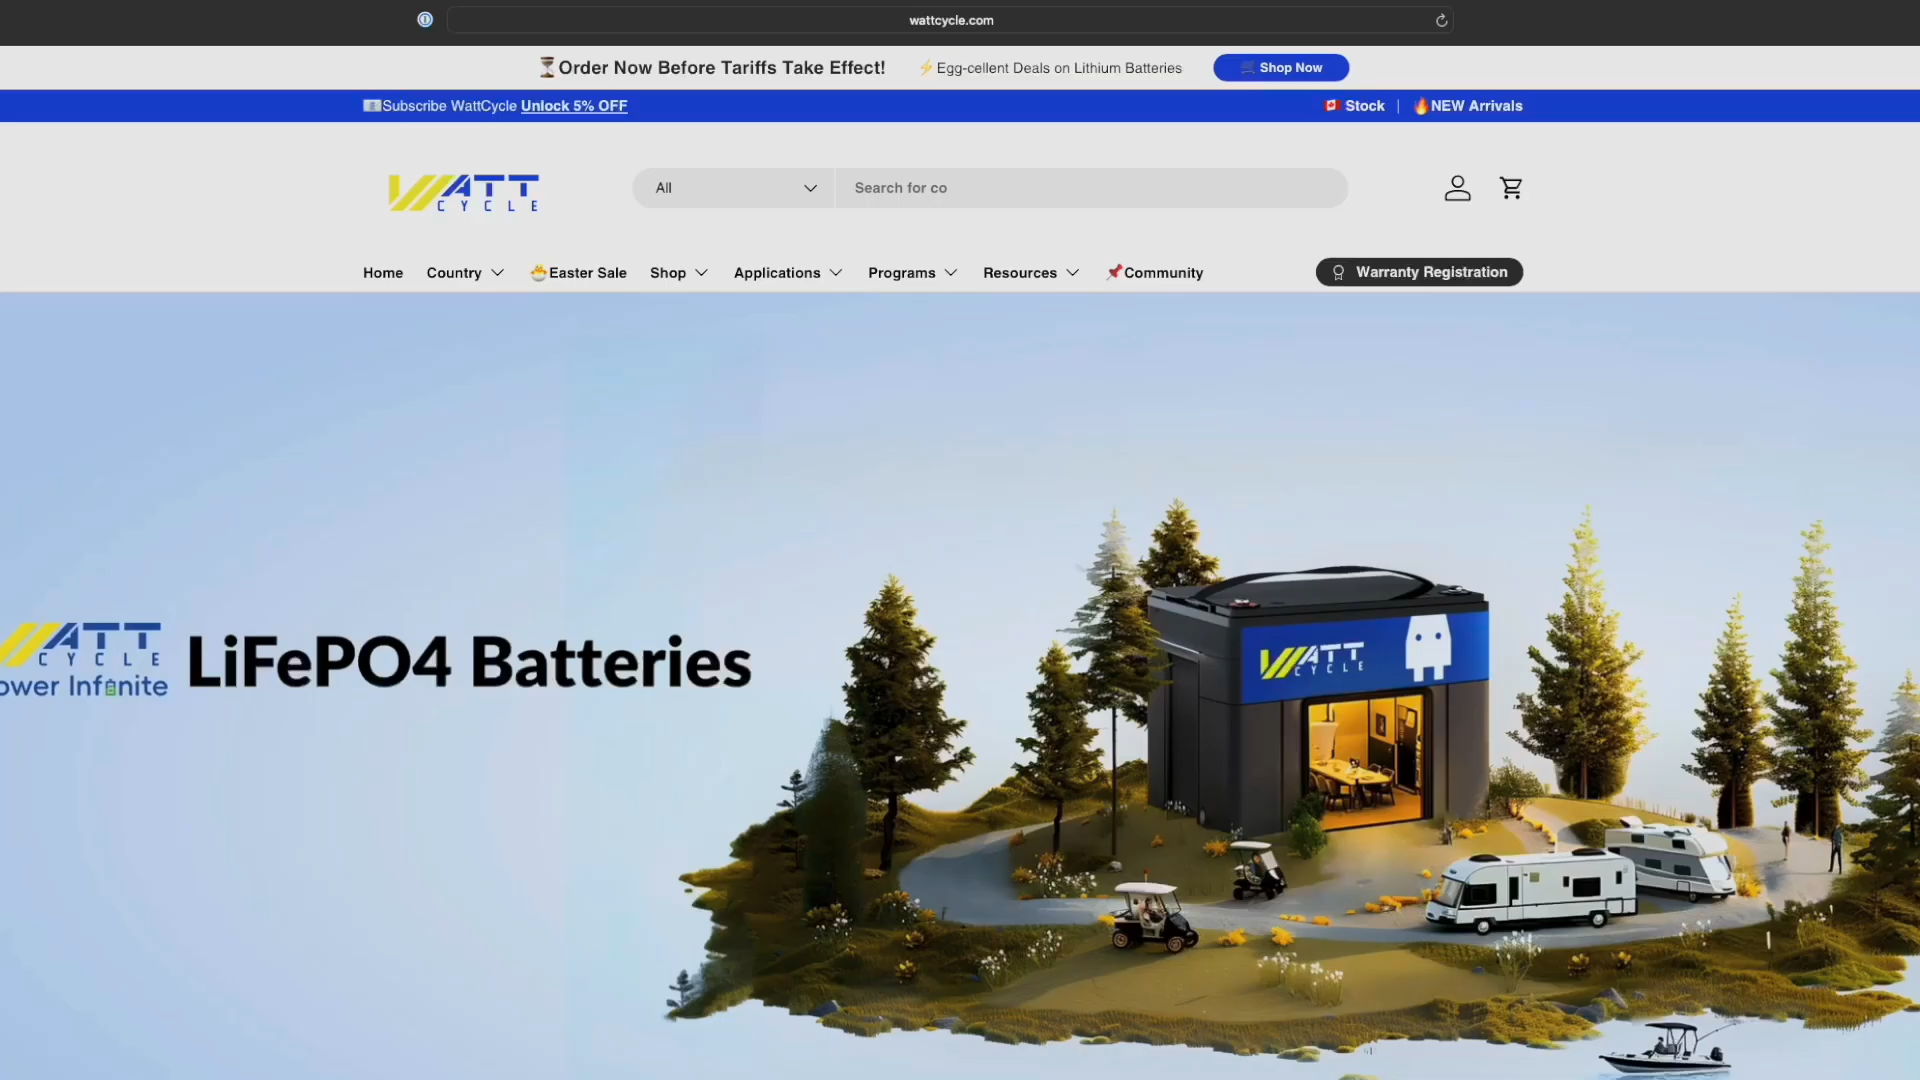 wattcycle.com
⏳Order Now Before Tariffs Take Effect! ⚡Egg-cellent Deals on Lithium Batteries 🛒 Shop Now
Subscribe WattCycle Unlock 5% OFF 🇨🇦 Stock | 🔥NEW Arrivals
WATT
CYCLE
All Search for co
Home Country 🐣Easter Sale Shop Applications Programs Resources 📌Community Warranty Registration
WATT
CYCLE
ower Infinite
LiFePO4 Batteries
WATT
CYCLE